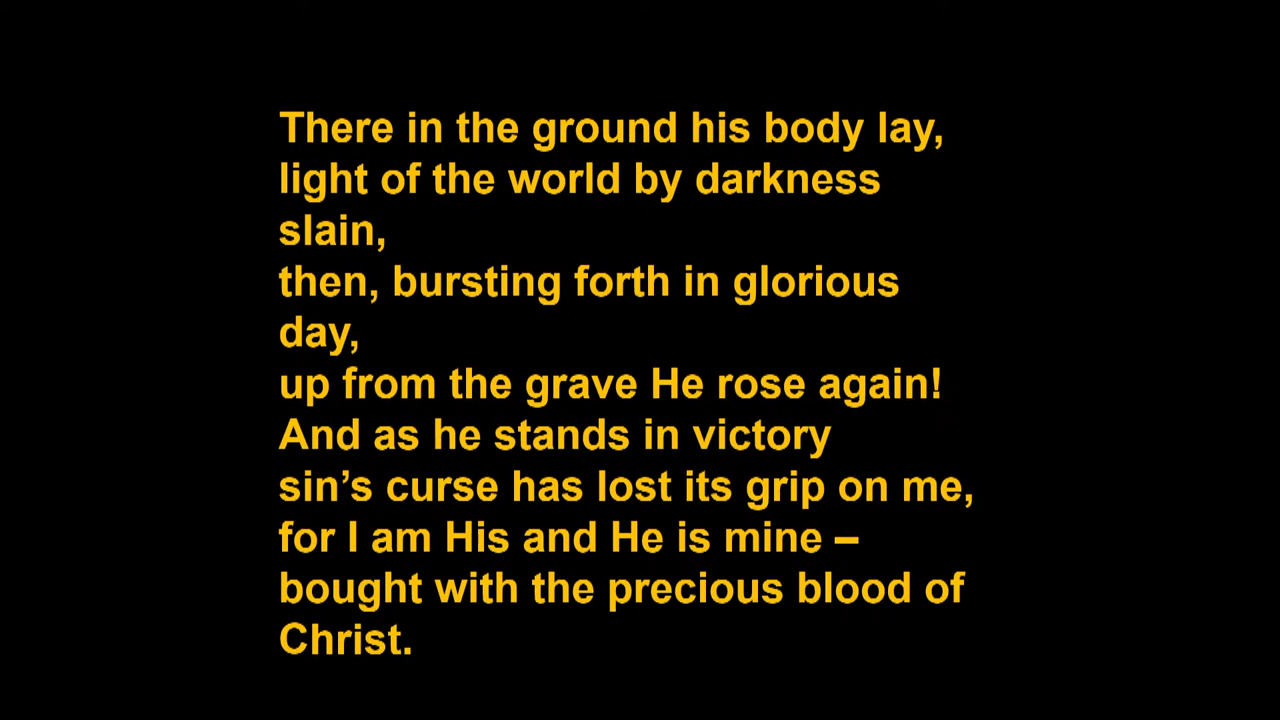 There in the ground his body lay,
light of the world by darkness
slain,
then, bursting forth in glorious
day,
up from the grave He rose again!
And as he stands in victory
sin’s curse has lost its grip on me,
for I am His and He is mine –
bought with the precious blood of
Christ.